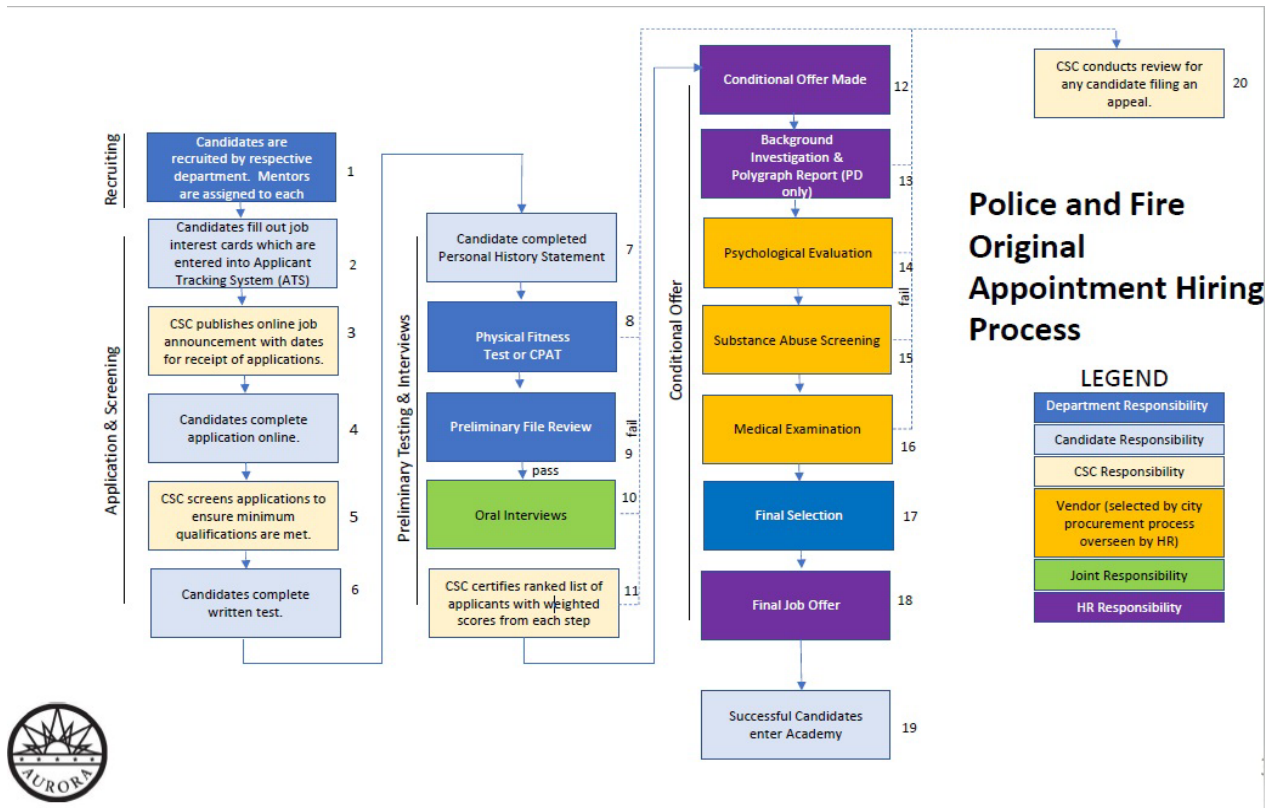 Recruiting
Candidates are
recruited by respective
department. Mentors
are assigned to each
1
Application & Screening
Candidates fill out job
interest cards which are
entered into Applicant
Tracking System (ATS)
2
CSC publishes online job
announcement with dates
for receipt of applications.
3
Candidates complete
application online.
4
CSC screens applications to
ensure minimum
qualifications are met.
5
Candidates complete
written test.
6
Preliminary Testing & Interviews
Candidate completed
Personal History Statement
7
Physical Fitness
Test or CPAT
8
Preliminary File Review
9
fail
pass
Oral Interviews
10
CSC certifies ranked list of
applicants with weighted
scores from each step
11
Conditional Offer
Conditional Offer Made
12
Background
Investigation &
Polygraph Report (PD
only)
13
Psychological Evaluation
14
fail
Substance Abuse Screening
15
Medical Examination
16
Final Selection
17
Final Job Offer
18
Successful Candidates
enter Academy
19
CSC conducts review for
any candidate filing an
appeal.
20
Police and Fire
Original
Appointment Hiring
Process
LEGEND
Department Responsibility
Candidate Responsibility
CSC Responsibility
Vendor (selected by city
procurement process
overseen by HR)
Joint Responsibility
HR Responsibility
AURORA